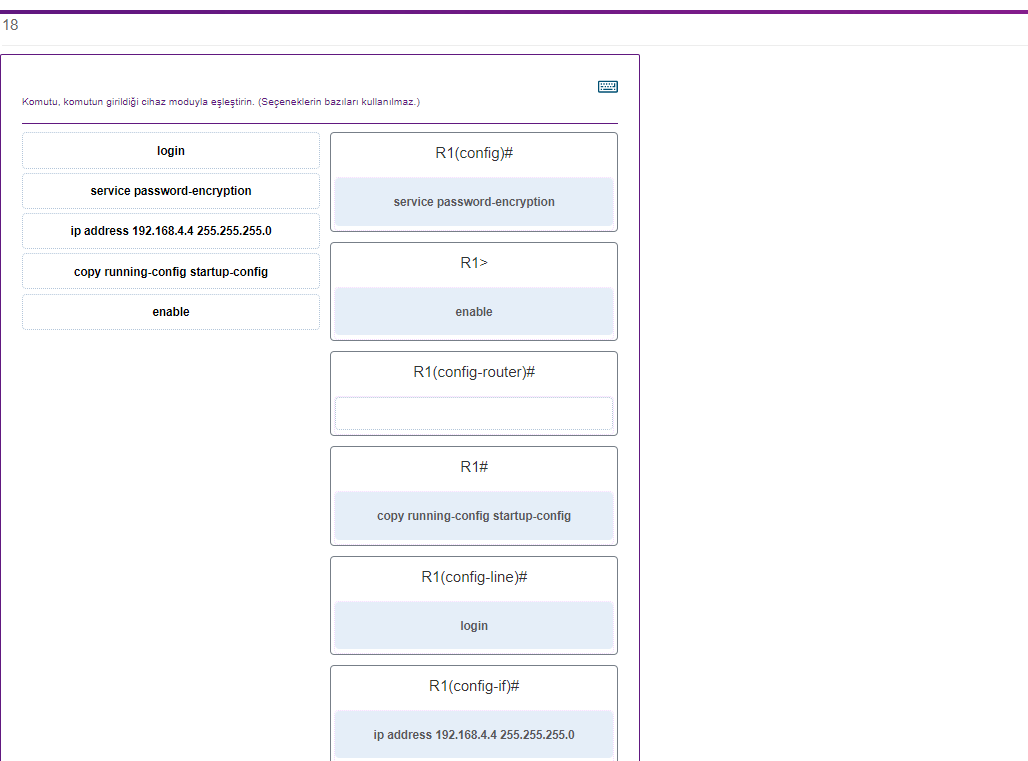 18
Komutu, komutun girildiği cihaz moduyla eşleştirin. (Seçeneklerin bazıları kullanılmaz.)
login
service password-encryption
ip address 192.168.4.4 255.255.255.0
copy running-config startup-config
enable
R1(config)#
service password-encryption
R1>
enable
R1(config-router)#
R1#
copy running-config startup-config
R1(config-line)#
login
R1(config-if)#
ip address 192.168.4.4 255.255.255.0